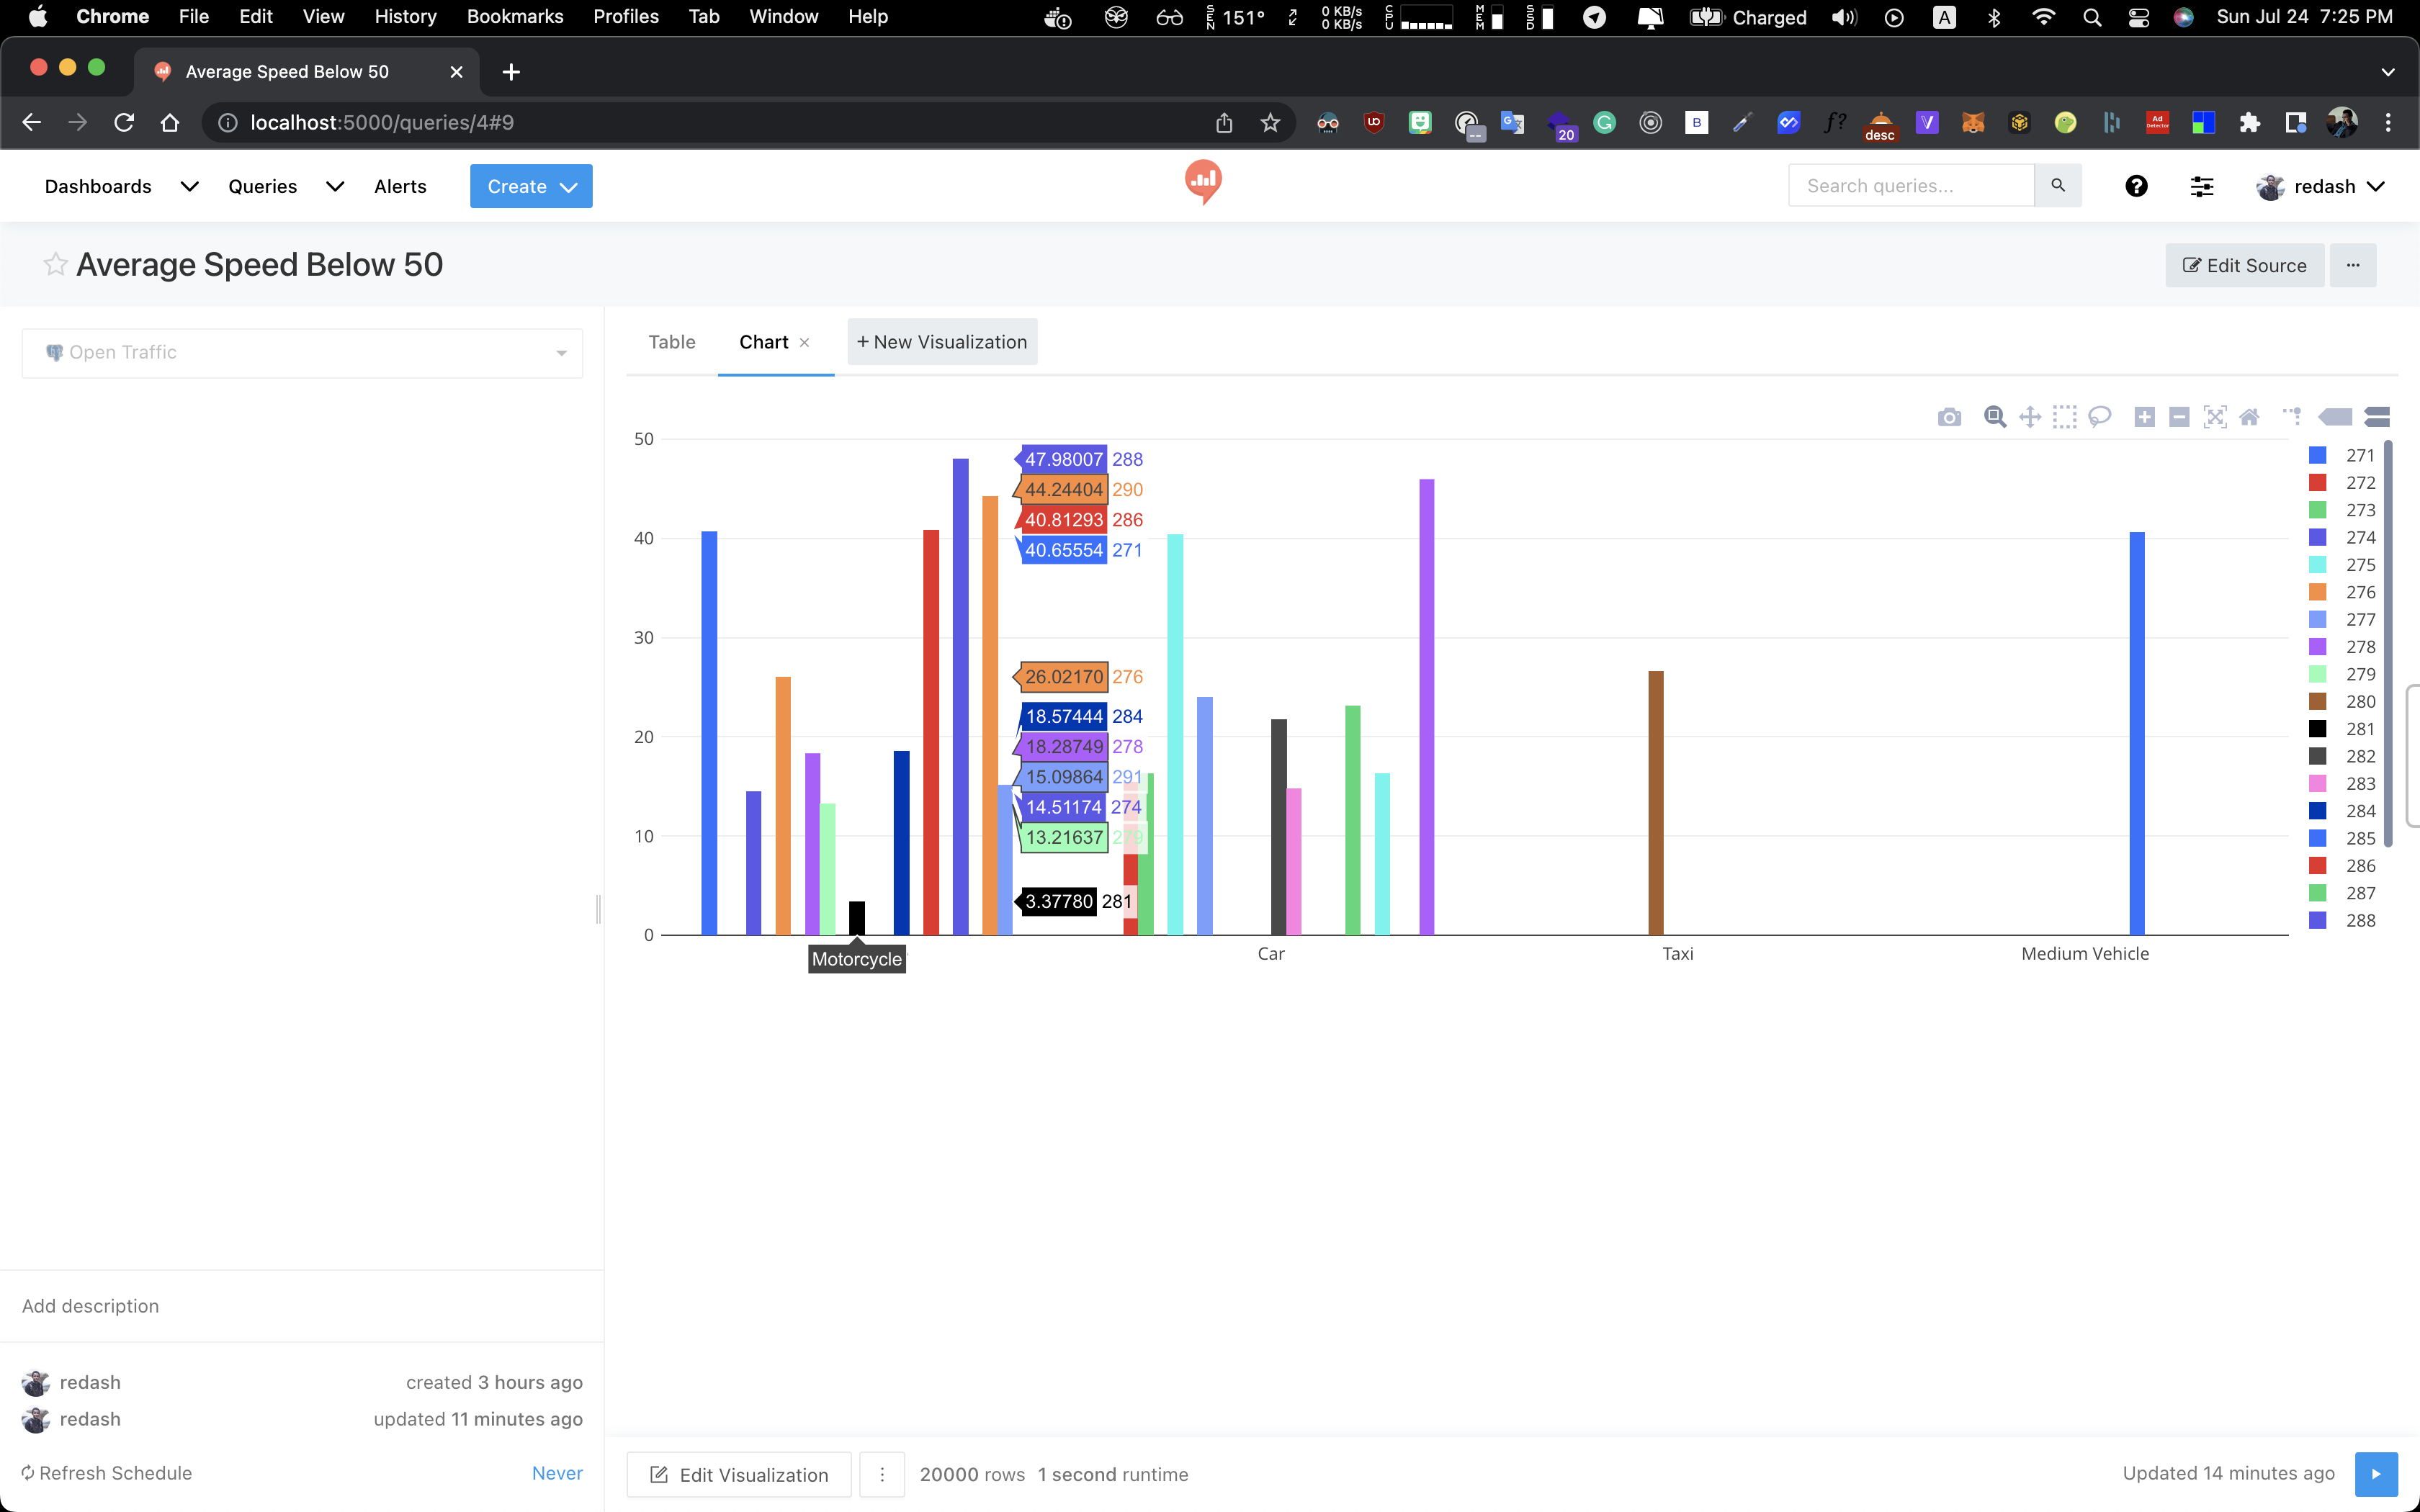 Chrome File Edit View History Bookmarks Profiles Tab Window Help
SEN 151° 0 KB/s 0 KB/s CPU MEM SSD Charged A Sun Jul 24 7:25 PM
Average Speed Below 50
localhost:5000/queries/4#9
20 desc
Dashboards Queries Alerts Create
Search queries...
redash
Average Speed Below 50
Edit Source
Open Traffic
Table Chart + New Visualization
50
40
30
20
10
0
47.98007 288
44.24404 290
40.81293 286
40.65554 271
26.02170 276
18.57444 284
18.28749 278
15.09864 291
14.51174 274
13.21637 279
3.37780 281
Motorcycle
Car
Taxi
Medium Vehicle
271
272
273
274
275
276
277
278
279
280
281
282
283
284
285
286
287
288
Add description
redash created 3 hours ago
redash updated 11 minutes ago
Refresh Schedule Never
Edit Visualization
20000 rows 1 second runtime
Updated 14 minutes ago